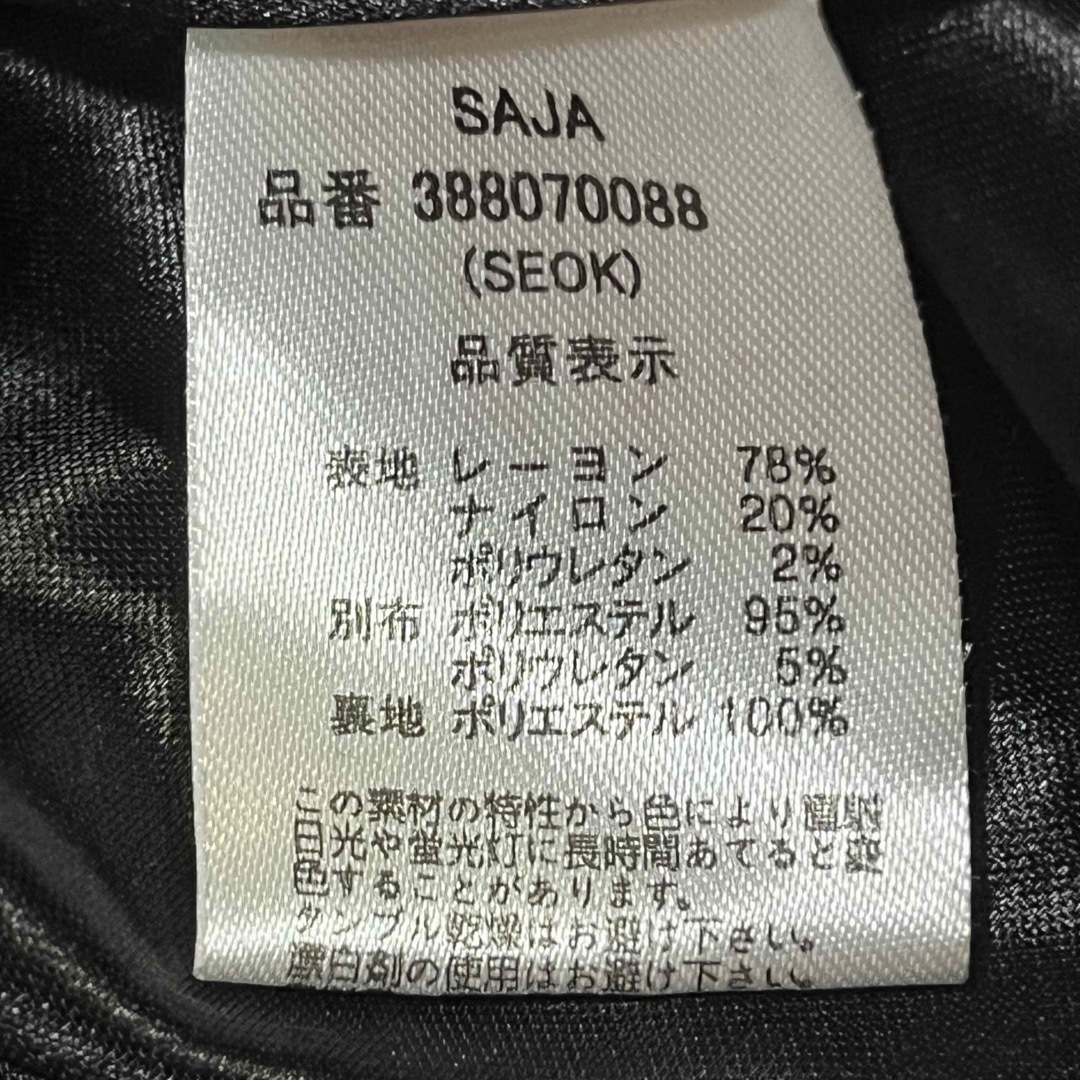 SAJA
品番 388070088
(SEOK)
品質表示
表地 レーヨン 78%
ナイロン 20%
ポリウレタン 2%
別布 ポリエステル 95%
ポリウレタン 5%
裏地 ポリエステル 100%
この素材の特性から色により
日光や蛍光灯に長時間あてると変
色することがあります。
タンブル乾燥はお避け下さい。
漂白剤の使用はお避け下さい。